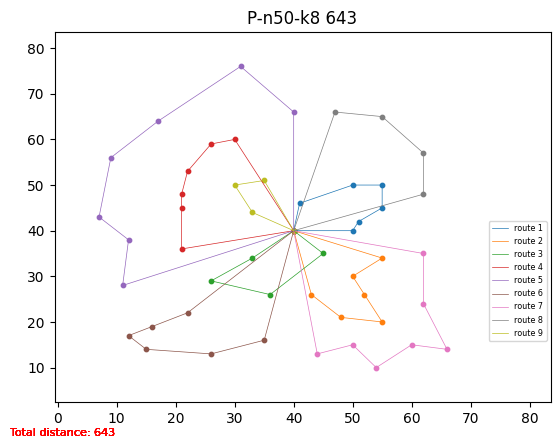 P-n50-k8 643
80
70
60
50
40
30
20
10
0 10 20 30 40 50 60 70 80
route 1
route 2
route 3
route 4
route 5
route 6
route 7
route 8
route 9
Total distance: 643